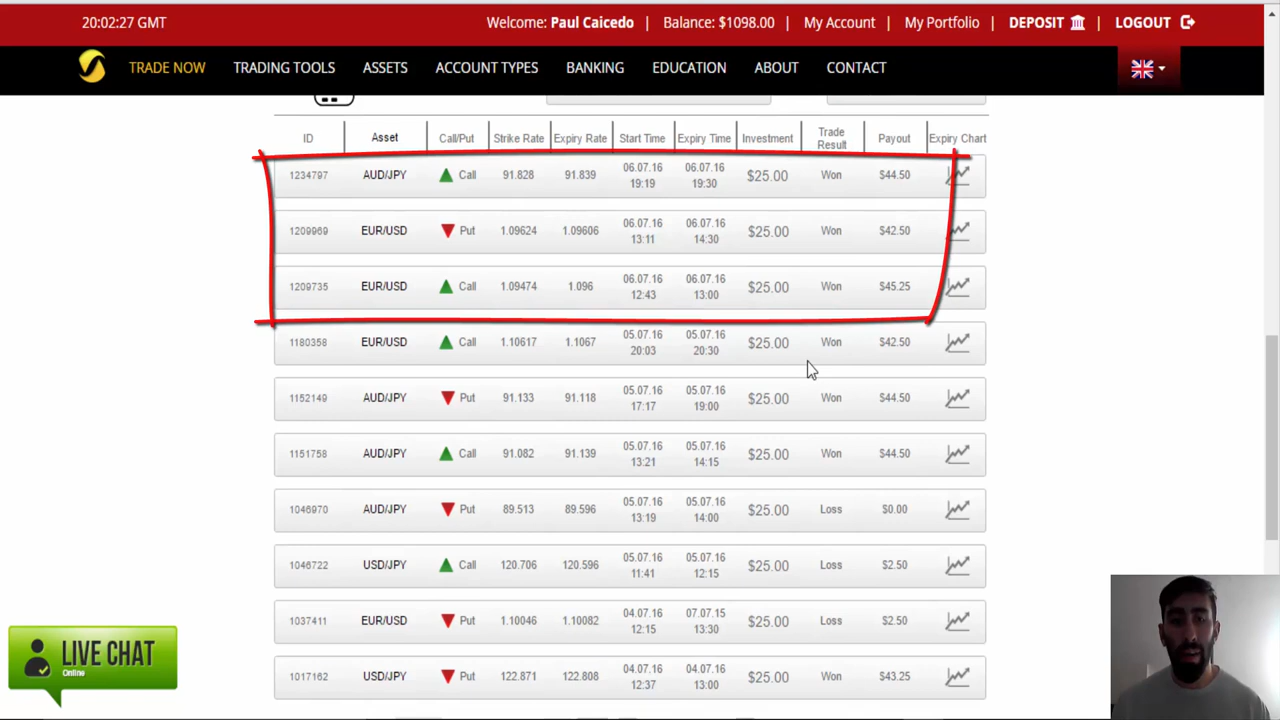 20:02:27 GMT
Welcome: Paul Caicedo | Balance: $1098.00 | My Account | My Portfolio | DEPOSIT | LOGOUT
TRADE NOW TRADING TOOLS ASSETS ACCOUNT TYPES BANKING EDUCATION ABOUT CONTACT
ID Asset Call/Put Strike Rate Expiry Rate Start Time Expiry Time Investment Trade Result Payout Expiry Chart
1234797 AUD/JPY Call 91.828 91.839 06.07.16 19:19 06.07.16 19:30 $25.00 Won $44.50
1209969 EUR/USD Put 1.09624 1.09606 06.07.16 13:11 06.07.16 14:30 $25.00 Won $42.50
1209735 EUR/USD Call 1.09474 1.096 06.07.16 12:43 06.07.16 13:00 $25.00 Won $45.25
1180358 EUR/USD Call 1.10617 1.1067 05.07.16 20:03 05.07.16 20:30 $25.00 Won $42.50
1152149 AUD/JPY Put 91.133 91.118 05.07.16 17:17 05.07.16 19:00 $25.00 Won $44.50
1151758 AUD/JPY Call 91.082 91.139 05.07.16 13:21 05.07.16 14:15 $25.00 Won $44.50
1046970 AUD/JPY Put 89.513 89.596 05.07.16 13:19 05.07.16 14:00 $25.00 Loss $0.00
1046722 USD/JPY Call 120.706 120.596 05.07.16 11:41 05.07.16 12:15 $25.00 Loss $2.50
1037411 EUR/USD Put 1.10046 1.10082 04.07.16 12:15 07.07.15 13:30 $25.00 Loss $2.50
1017162 USD/JPY Put 122.871 122.808 04.07.16 12:37 04.07.16 13:00 $25.00 Won $43.25
LIVE CHAT
Online